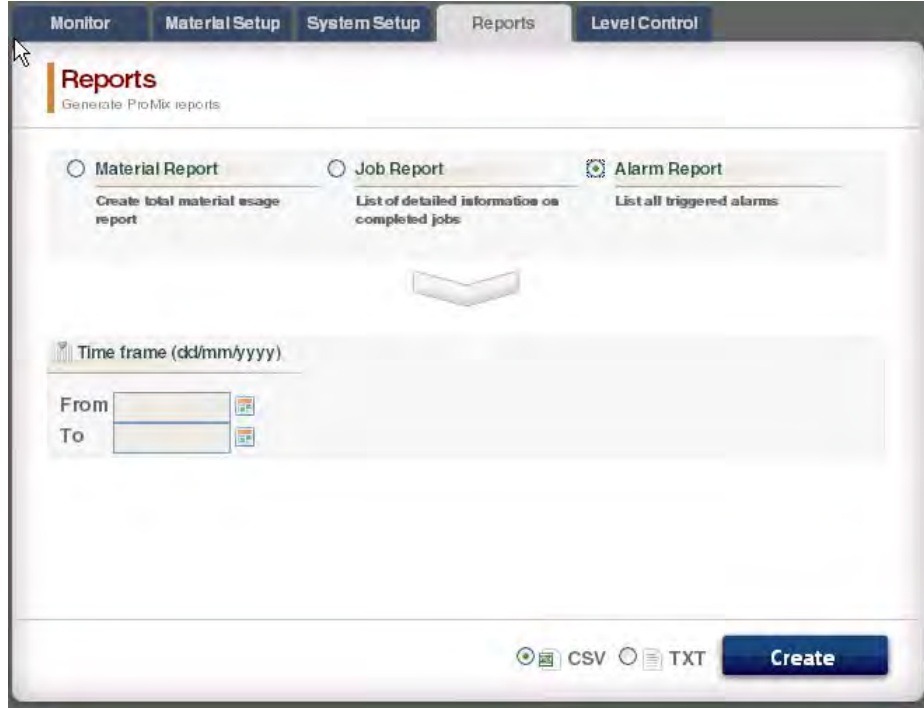 Monitor
Material Setup
System Setup
Reports
Level Control
Reports
Generate ProMix reports
Material Report
Create total material usage
report
Job Report
List of detailed information on
completed jobs
Alarm Report
List all triggered alarms
Time frame (dd/mm/yyyy)
From
To
CSV
TXT
Create